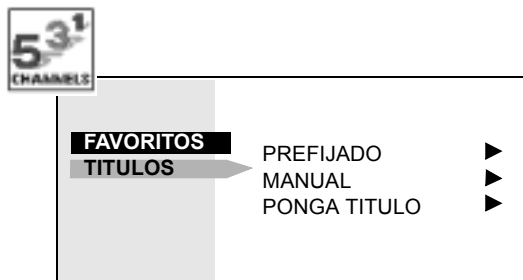 5 3 1
CHANNELS
FAVORITOS
TITULOS
PREFIJADO
MANUAL
PONGA TITULO